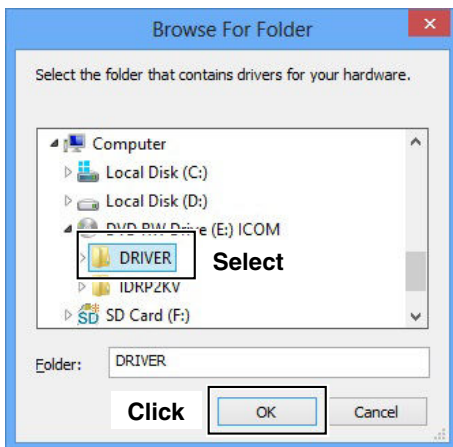 Browse For Folder
Select the folder that contains drivers for your hardware.
Computer
Local Disk (C:)
Local Disk (D:)
DVD RW Drive (E:) ICOM
DRIVER Select
IDRP2KV
SD Card (F:)
Folder: DRIVER
Click OK Cancel